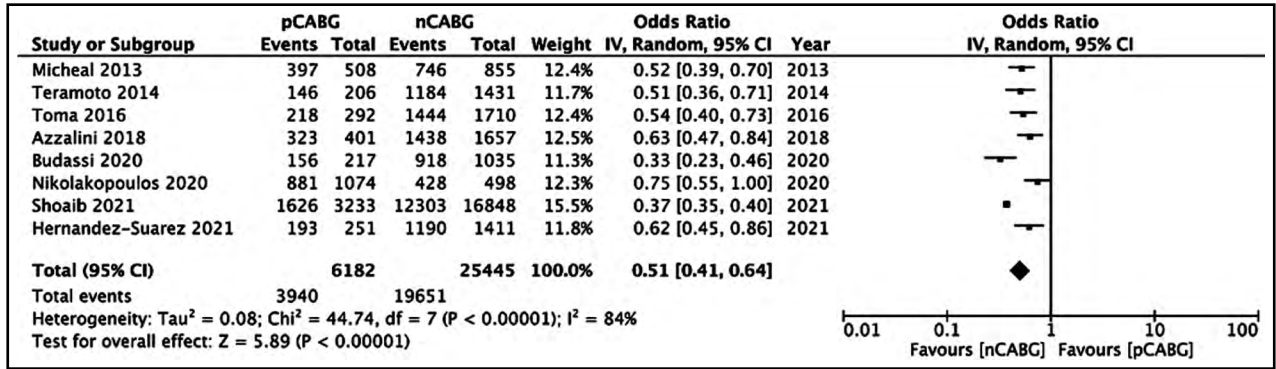 pCABG nCABG Odds Ratio Odds Ratio
Study or Subgroup Events Total Events Total Weight IV, Random, 95% CI Year IV, Random, 95% CI
Micheal 2013 397 508 746 855 12.4% 0.52 [0.39, 0.70] 2013
Teramoto 2014 146 206 1184 1431 11.7% 0.51 [0.36, 0.71] 2014
Toma 2016 218 292 1444 1710 12.4% 0.54 [0.40, 0.73] 2016
Azzalini 2018 323 401 1438 1657 12.5% 0.63 [0.47, 0.84] 2018
Budassi 2020 156 217 918 1035 11.3% 0.33 [0.23, 0.46] 2020
Nikolakopoulos 2020 881 1074 428 498 12.3% 0.75 [0.55, 1.00] 2020
Shoaib 2021 1626 3233 12303 16848 15.5% 0.37 [0.35, 0.40] 2021
Hernandez-Suarez 2021 193 251 1190 1411 11.8% 0.62 [0.45, 0.86] 2021
Total (95% CI) 6182 25445 100.0% 0.51 [0.41, 0.64]
Total events 3940 19651
Heterogeneity: Tau² = 0.08; Chi² = 44.74, df = 7 (P < 0.00001); I² = 84%
Test for overall effect: Z = 5.89 (P < 0.00001)
0.01 0.1 1 10 100
Favours [nCABG] Favours [pCABG]